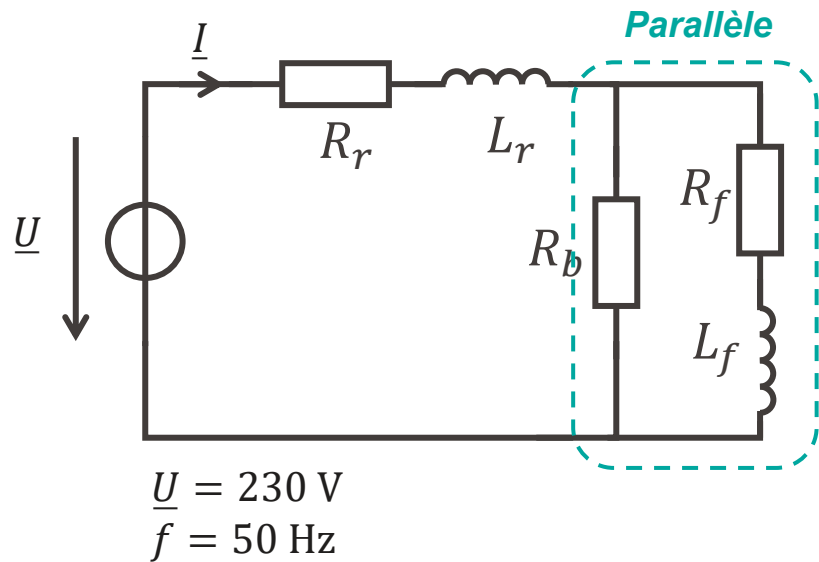 Parallèle
I
R_r
L_r
U
R_b
R_f
L_f
U = 230 V
f = 50 Hz